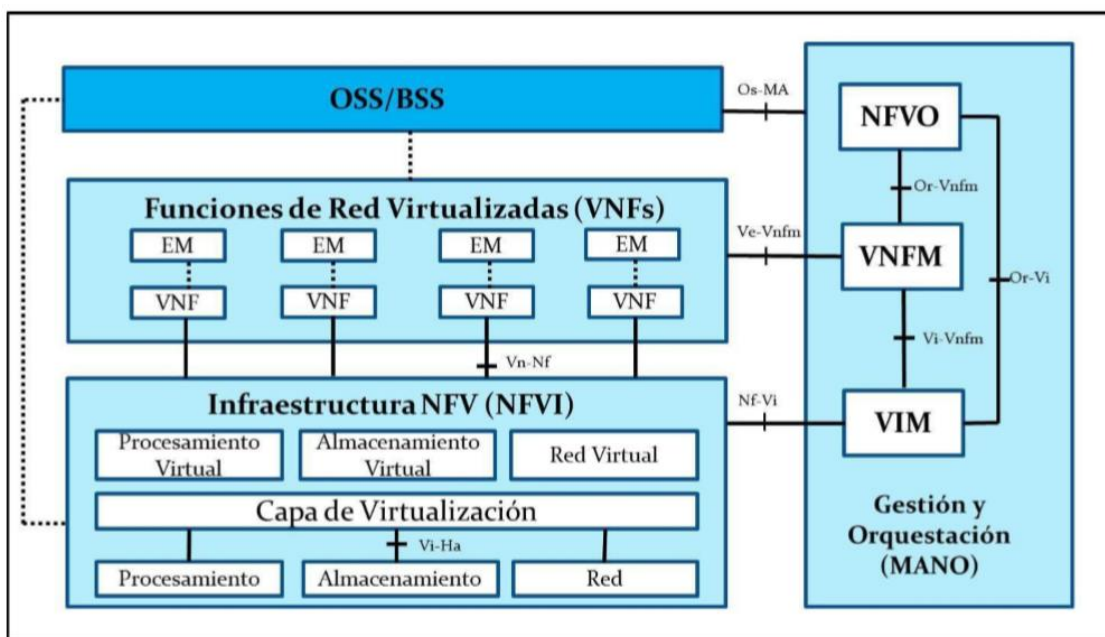 OSS/BSS
Os-MA
NFVO
Or-Vnfm
Funciones de Red Virtualizadas (VNFs)
EM
EM
EM
EM
Ve-Vnfm
VNFM
VNF
VNF
VNF
VNF
Or-Vi
Vn-Nf
Vi-Vnfm
Infraestructura NFV (NFVI)
Nf-Vi
VIM
Procesamiento
Virtual
Almacenamiento
Virtual
Red Virtual
Capa de Virtualización
Vi-Ha
Procesamiento
Almacenamiento
Red
Gestión y
Orquestación
(MANO)